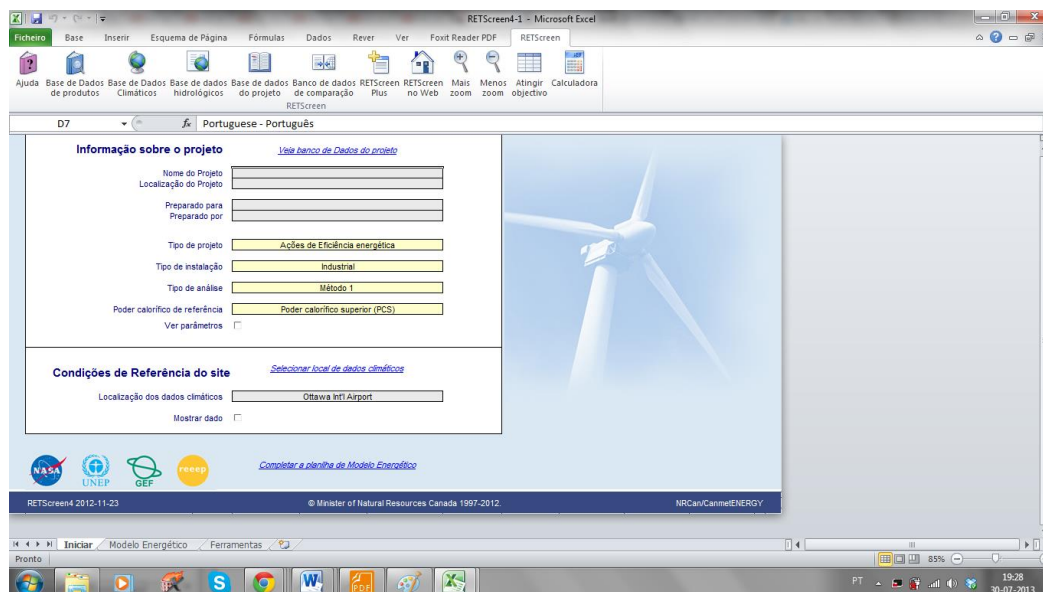 RETScreen4-1 - Microsoft Excel
Ficheiro Base Inserir Esquema de Página Fórmulas Dados Rever Ver Foxit Reader PDF RETScreen
Ajuda Base de Dados de produtos Base de Dados Climáticos Base de dados hidrológicos Base de dados do projeto Banco de dados de comparação RETScreen Plus RETScreen no Web Mais zoom Menos zoom Atingir objectivo Calculadora
RETScreen
D7 fx Portuguese - Português
Informação sobre o projeto Veja banco de Dados do projeto
Nome do Projeto
Localização do Projeto
Preparado para
Preparado por
Tipo de projeto Ações de Eficiência energética
Tipo de instalação Industrial
Tipo de análise Método 1
Poder calorífico de referência Poder calorífico superior (PCS)
Ver parâmetros
Condições de Referência do site Selecionar local de dados climáticos
Localização dos dados climáticos Ottawa Int'l Airport
Mostrar dado
NASA UNEP GEF reeep Completar a planilha de Modelo Energético
RETScreen4 2012-11-23 © Minister of Natural Resources Canada 1997-2012. NRCan/CanmetENERGY
Iniciar Modelo Energético Ferramentas
Pronto 85%
PDF
PT 19:28
30-07-2013